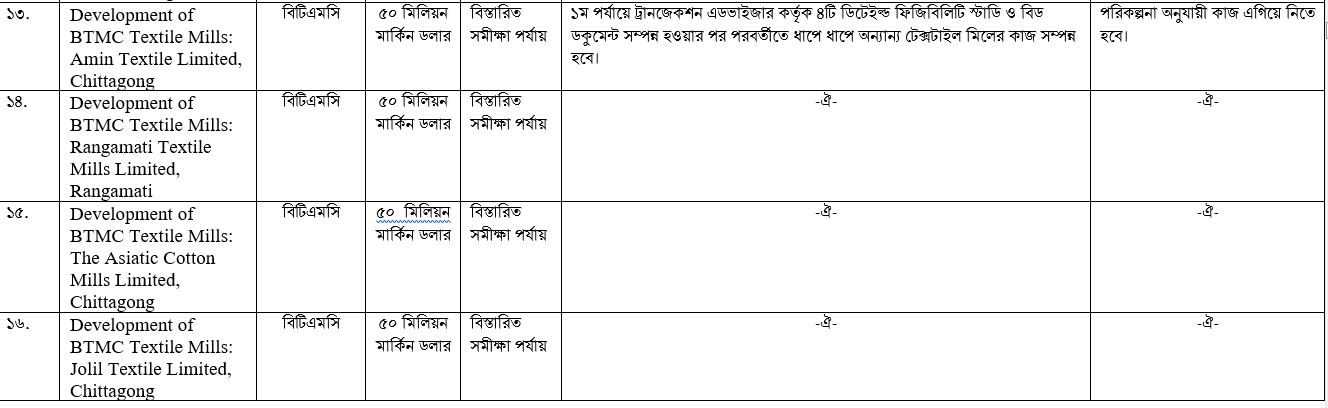 ১৩.
Development of
BTMC Textile Mills:
Amin Textile Limited,
Chittagong
বিটিএমসি
৫০ মিলিয়ন
মার্কিন ডলার
বিস্তারিত
সমীক্ষা পর্যায়
১ম পর্যায়ে ট্রানজেকশন এডভাইজার কর্তৃক ৪টি ডিটেইল্ড ফিজিবিলিটি স্টাডি ও বিড
ডকুমেন্ট সম্পন্ন হওয়ার পর পরবর্তীতে ধাপে ধাপে অন্যান্য টেক্সটাইল মিলের কাজ সম্পন্ন
হবে।
পরিকল্পনা অনুযায়ী কাজ এগিয়ে নিতে
হবে।
১৪.
Development of
BTMC Textile Mills:
Rangamati Textile
Mills Limited,
Rangamati
বিটিএমসি
৫০ মিলিয়ন
মার্কিন ডলার
বিস্তারিত
সমীক্ষা পর্যায়
-ঐ-
-ঐ-
১৫.
Development of
BTMC Textile Mills:
The Asiatic Cotton
Mills Limited,
Chittagong
বিটিএমসি
৫০ মিলিয়ন
মার্কিন ডলার
বিস্তারিত
সমীক্ষা পর্যায়
-ঐ-
-ঐ-
১৬.
Development of
BTMC Textile Mills:
Jolil Textile Limited,
Chittagong
বিটিএমসি
৫০ মিলিয়ন
মার্কিন ডলার
বিস্তারিত
সমীক্ষা পর্যায়
-ঐ-
-ঐ-